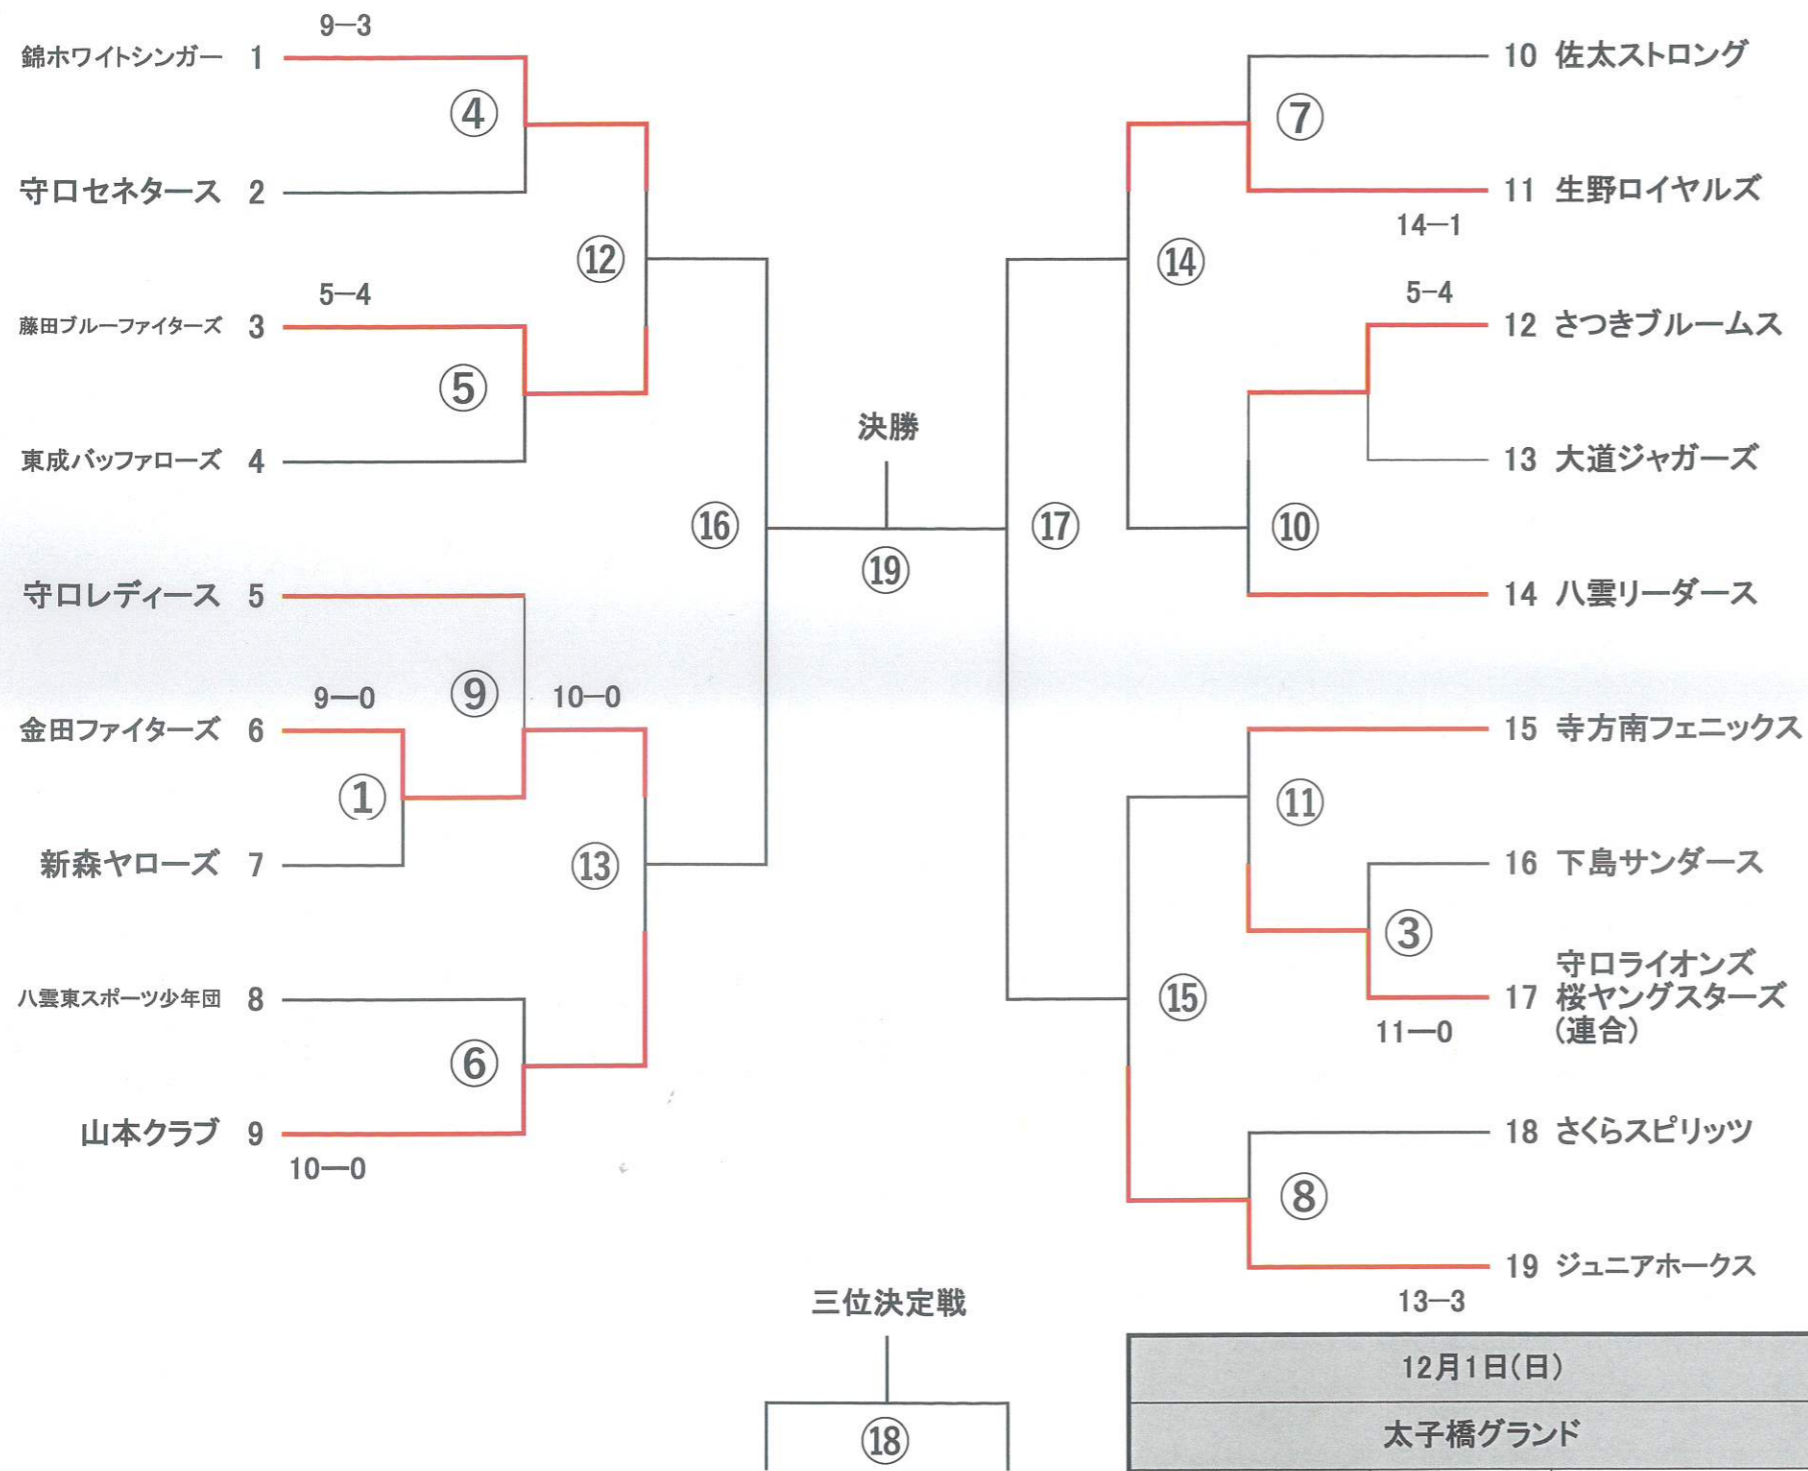 9−3
錦ホワイトシンガー 1
④
守口セネタース 2
⑫
5−4
藤田ブルーファイターズ 3
⑤
東成バッファローズ 4
⑯
守口レディース 5
⑨
10−0
9−0
金田ファイターズ 6
①
新森ヤローズ 7
⑬
八雲東スポーツ少年団 8
⑥
山本クラブ 9
10−0
決勝
⑲
三位決定戦
⑱
10 佐太ストロング
⑦
11 生野ロイヤルズ
14−1
⑭
5−4
12 さつきブルームス
13 大道ジャガーズ
⑰
⑩
14 八雲リーダース
15 寺方南フェニックス
⑪
16 下島サンダース
③
守口ライオンズ
17 桜ヤングスターズ
(連合)
11−0
⑮
18 さくらスピリッツ
⑧
19 ジュニアホークス
13−3
12月1日(日)
太子橋グランド